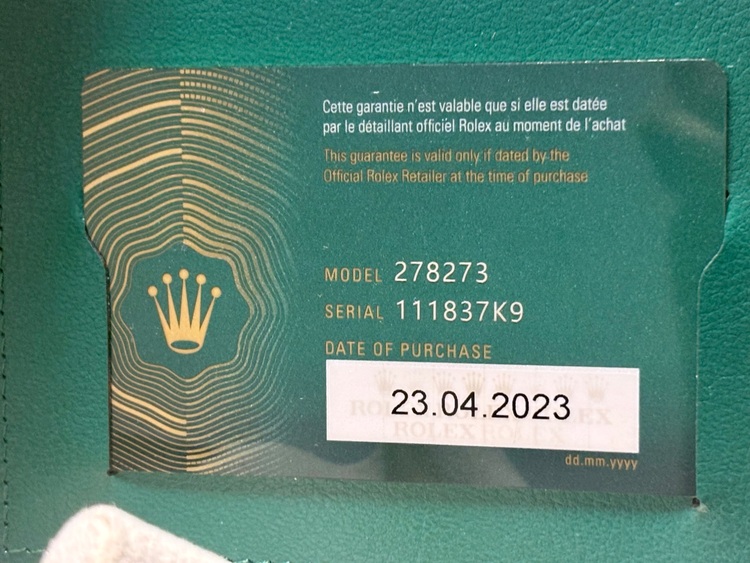 Cette garantie n'est valable que si elle est datée
par le détaillant officiel Rolex au moment de l'achat
This guarantee is valid only if dated by the
Official Rolex Retailer at the time of purchase
MODEL 278273
SERIAL 111837K9
DATE OF PURCHASE
23.04.2023
ROLEX ROLEX
dd.mm.yyyy